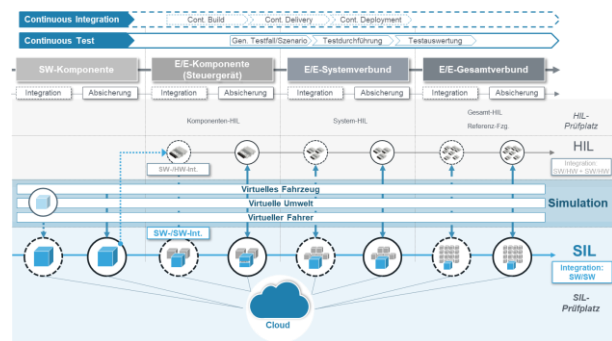 Continuous Integration
Cont. Build
Cont. Delivery
Cont. Deployment
Continuous Test
Gen. Testfall/Szenario
Testdurchführung
Testauswertung
SW-Komponente
E/E-Komponente
(Steuergerät)
E/E-Systemverbund
E/E-Gesamtverbund
Integration
Absicherung
Integration
Absicherung
Integration
Absicherung
Integration
Absicherung
Komponenten-HIL
System-HIL
Gesamt-HIL
Referenz-Fzg.
HIL-
Prüfplatz
HIL
SW-/HW-Int.
Integration:
SW/HW + SW/HW
Virtuelles Fahrzeug
Virtuelle Umwelt
Virtueller Fahrer
Simulation
SW-/SW-Int.
SIL
Integration:
SW/SW
SIL-
Prüfplatz
Cloud